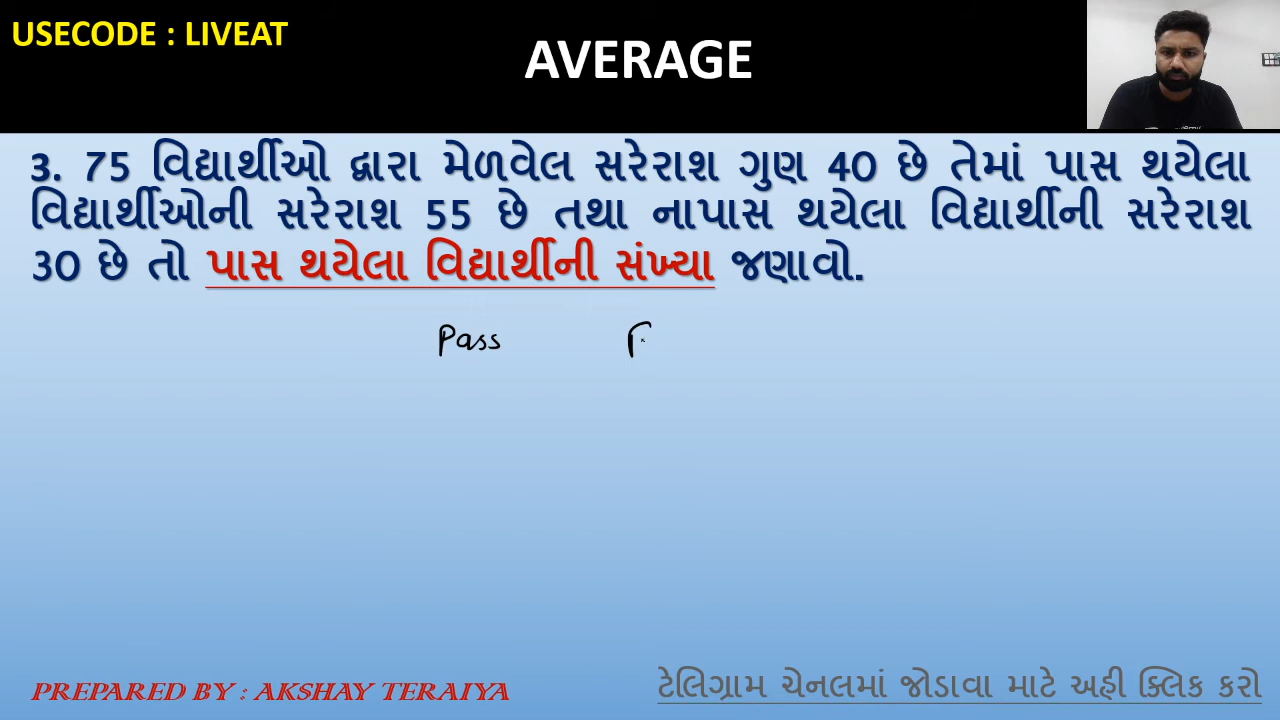 USECODE : LIVEAT
AVERAGE
3. 75 વિદ્યાર્થીઓ દ્વારા મેળવેલ સરેરાશ ગુણ 40 છે તેમાં પાસ થયેલા
વિદ્યાર્થીઓની સરેરાશ 55 છે તથા નાપાસ થયેલા વિદ્યાર્થીની સરેરાશ
30 છે તો પાસ થયેલા વિદ્યાર્થીની સંખ્યા જણાવો.
Pass
PREPARED BY : AKSHAY TERAIYA
ટેલિગ્રામ ચેનલમાં જોડાવા માટે અહી ક્લિક કરો